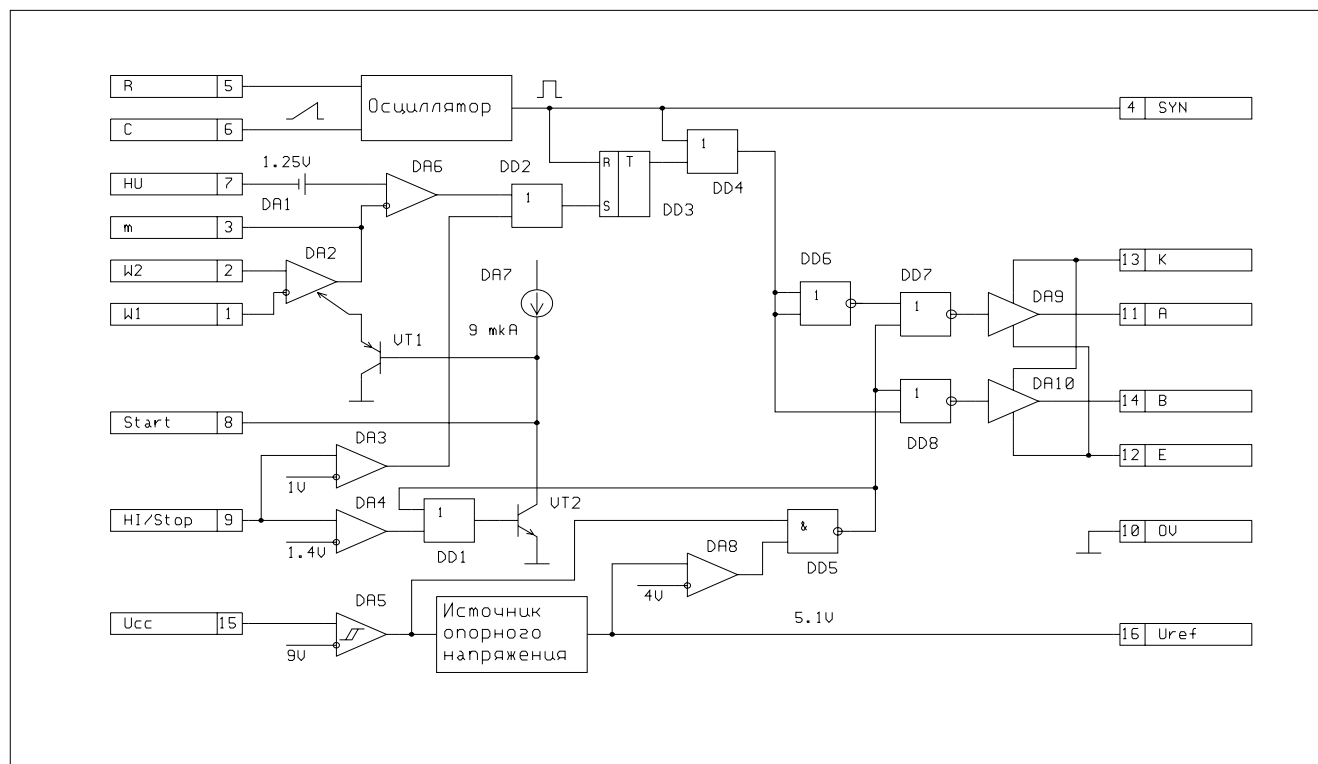 R 5
Осциллятор
4 SYN
C 6
1.25V
DA6
DD2
R T
1
HU 7
DA1
1
S
DD3
DD4
m 3
DA2
W2 2
DA7
DD6
DD7
13 K
W1 1
9 mkA
VT1
1
1
DA9
11 A
DA10
Start 8
1
14 B
DA3
DD8
1V
DA4
VT2
12 E
HI/Stop 9
1
&
1.4V
DD1
DA8
DD5
10 0V
4V
DA5
Ucc 15
Источник
опорного
напряжения
5.1V
16 Uref
9V